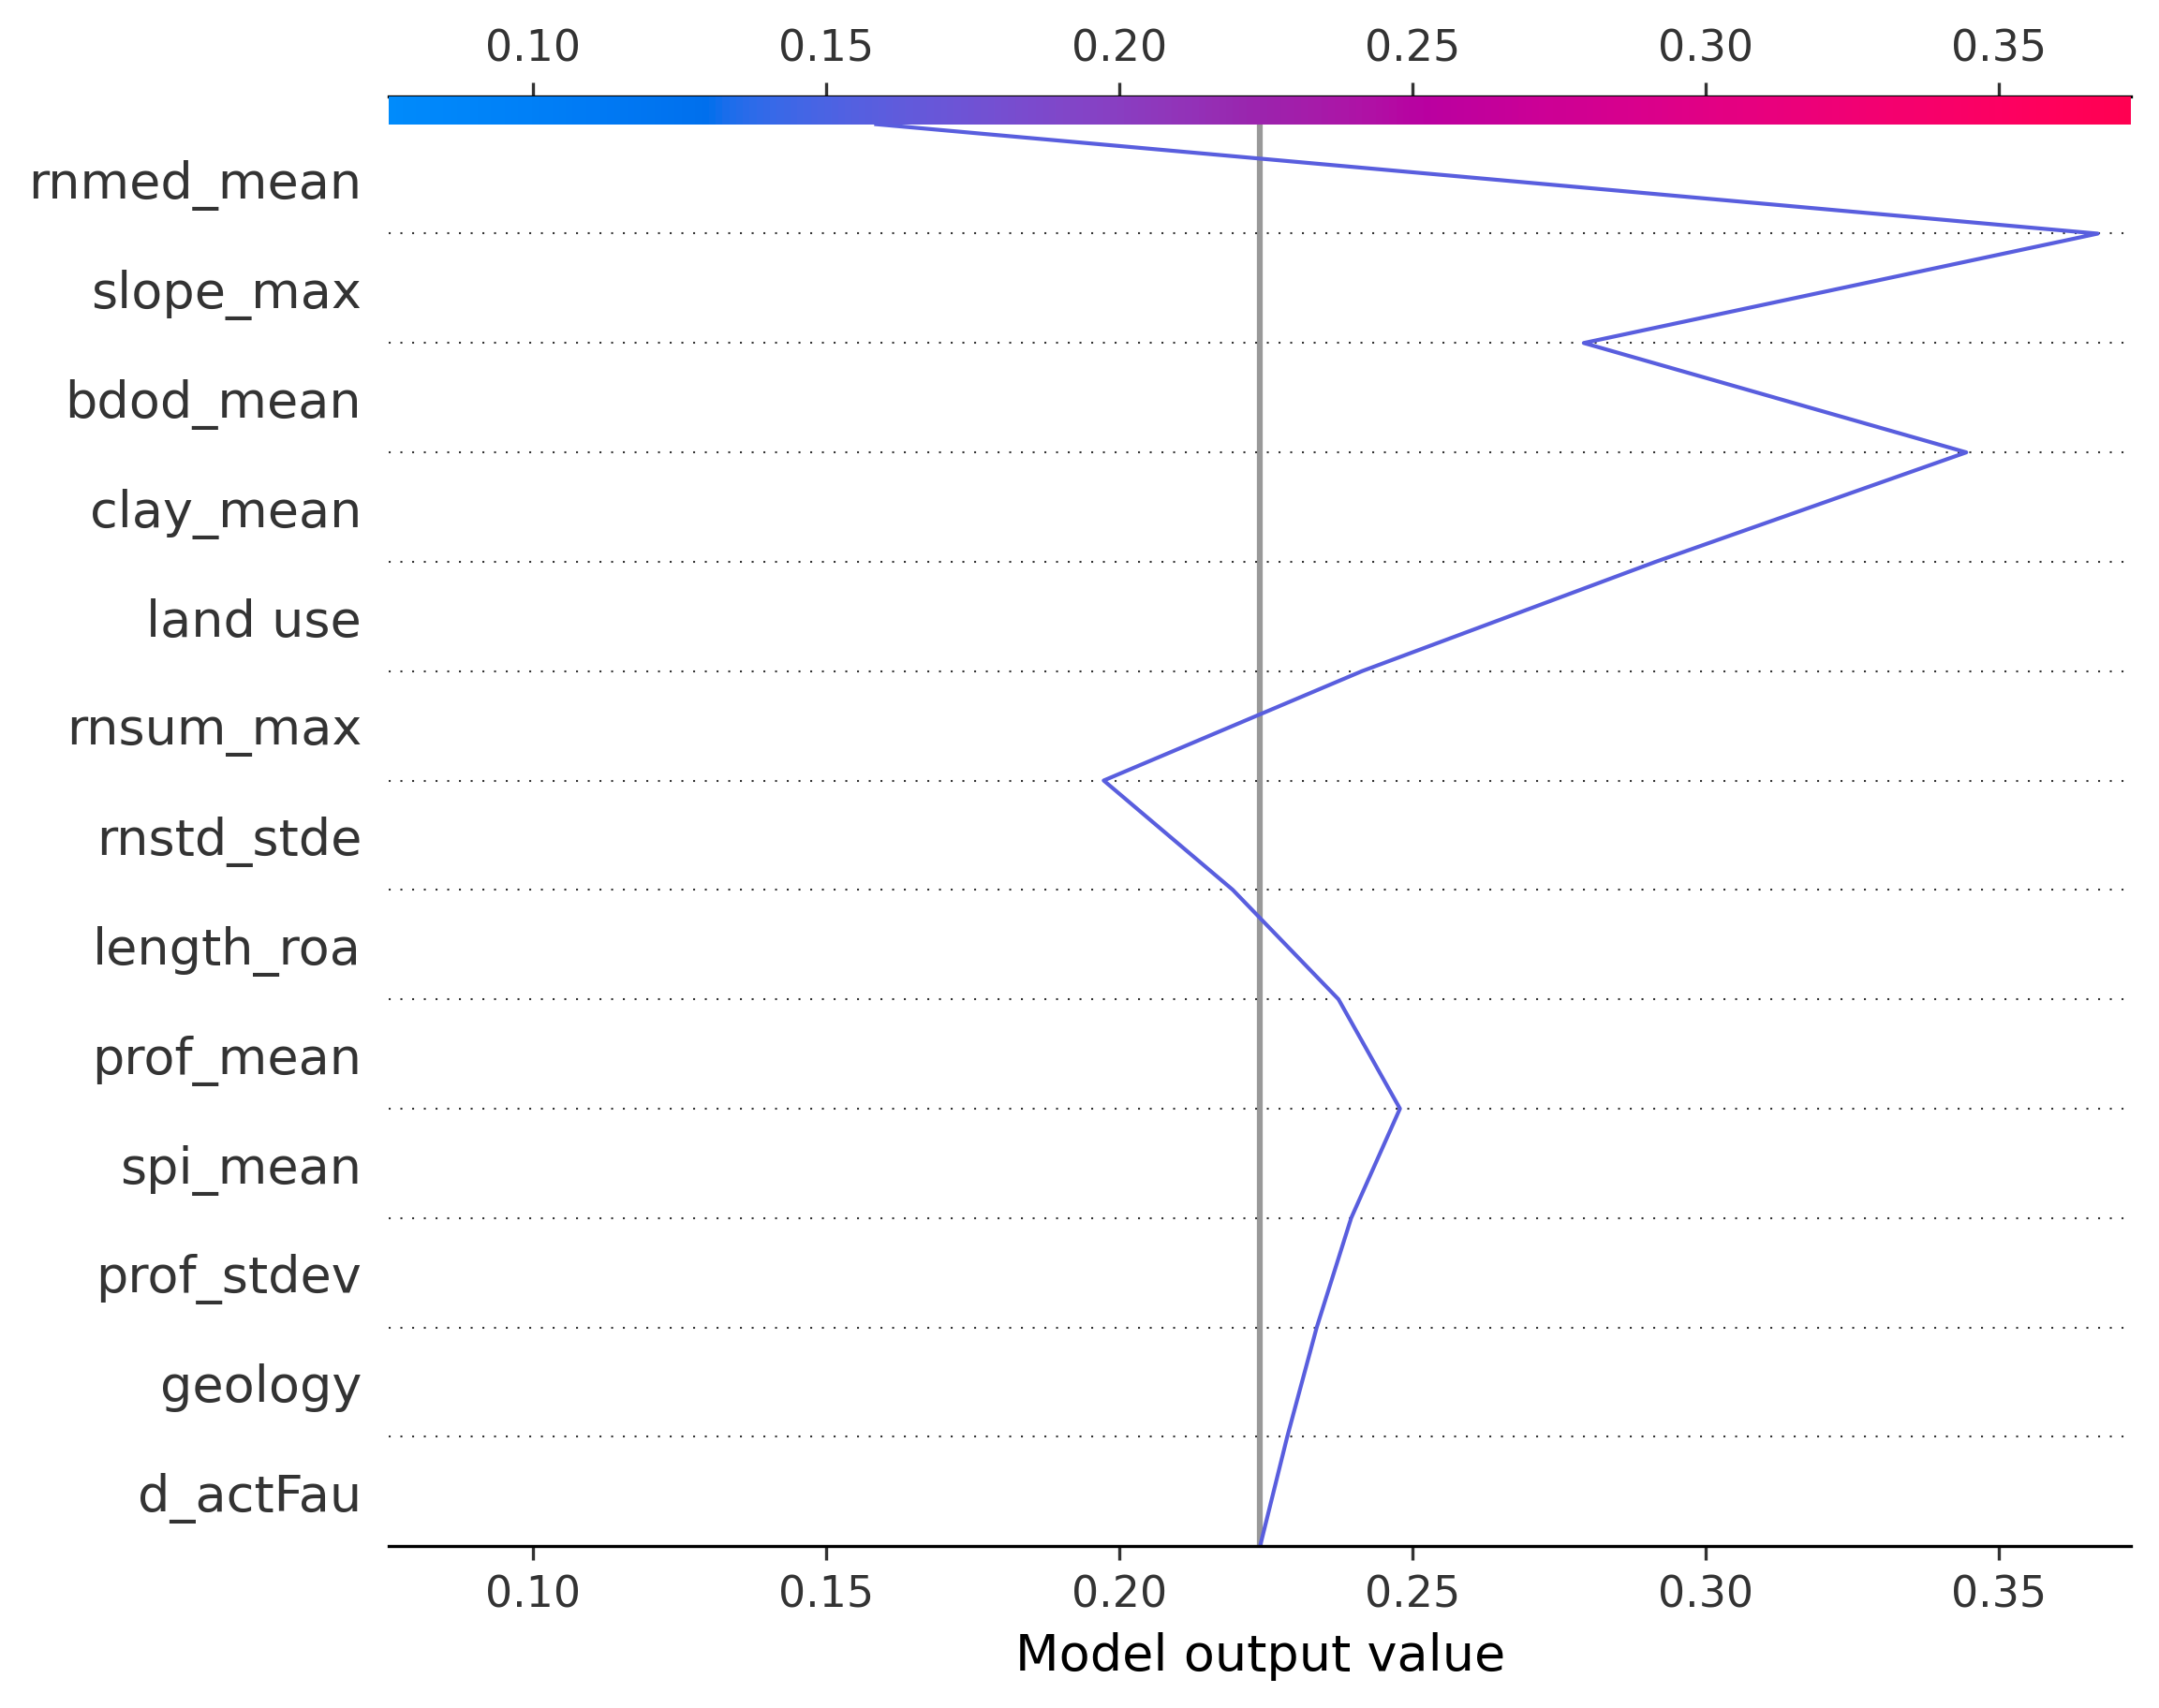 0.10 0.15 0.20 0.25 0.30 0.35
rnmed_mean
slope_max
bdod_mean
clay_mean
land use
rnsum_max
rnstd_stde
length_roa
prof_mean
spi_mean
prof_stdev
geology
d_actFau
0.10 0.15 0.20 0.25 0.30 0.35
Model output value